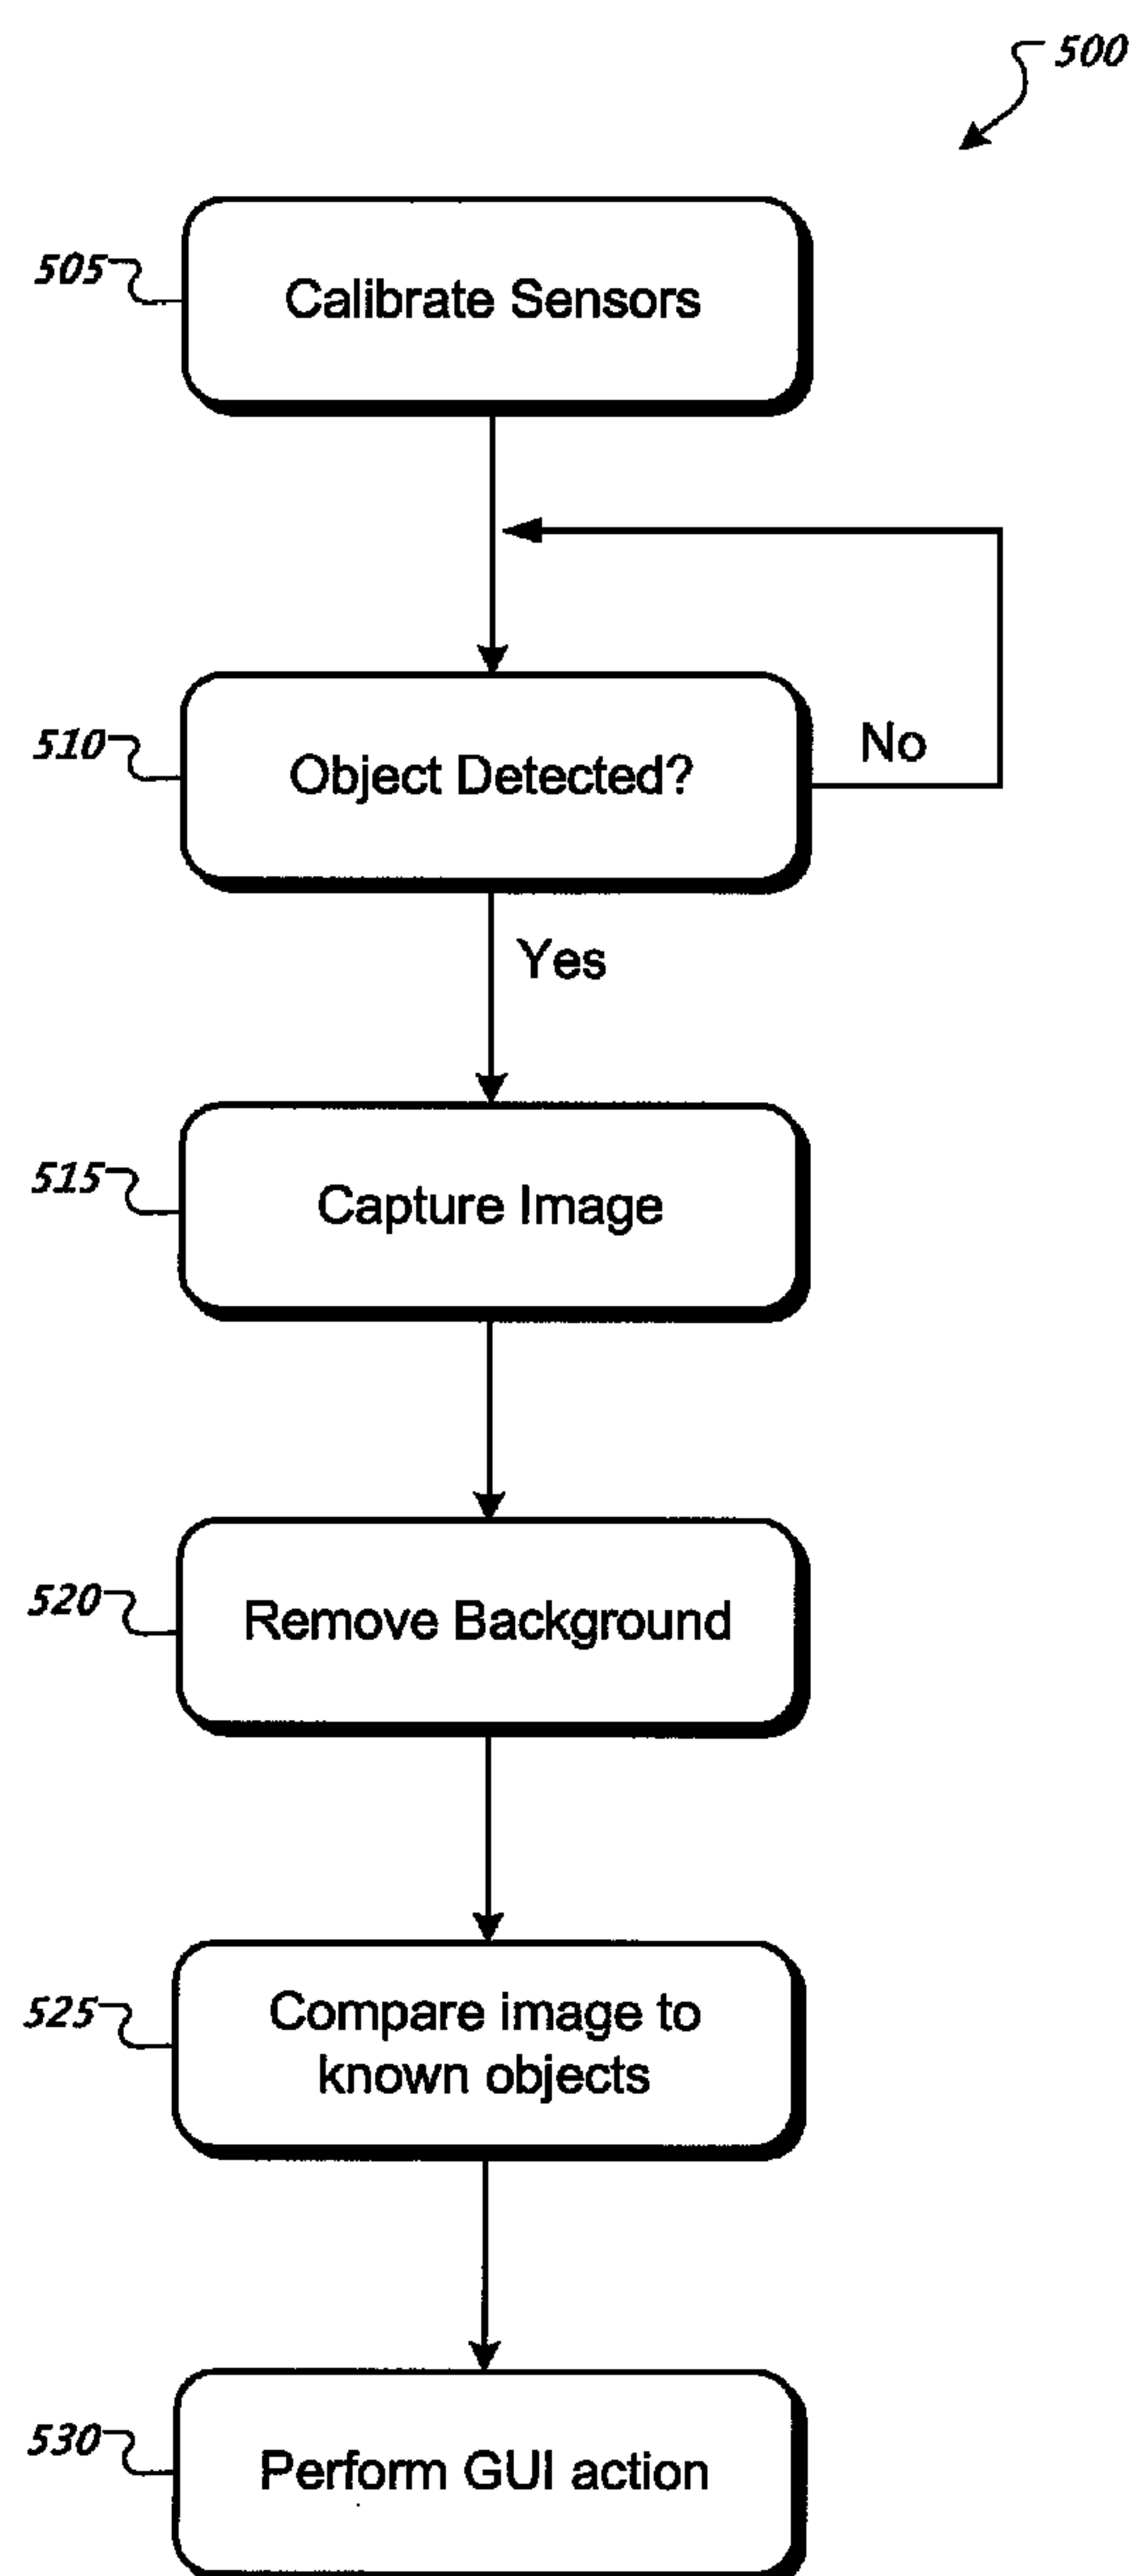 500
505
Calibrate Sensors
510
Object Detected?
No
Yes
515
Capture Image
520
Remove Background
525
Compare image to
known objects
530
Perform GUI action